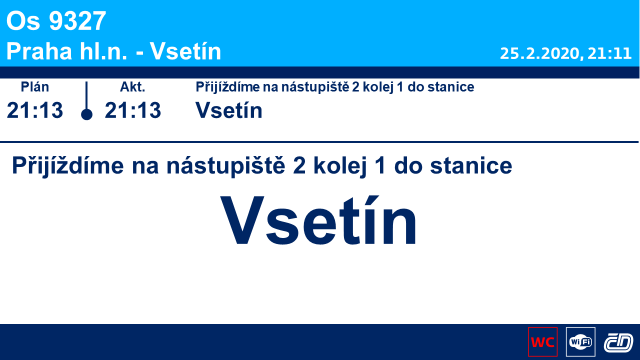 Os 9327
Praha hl.n. - Vsetín
25.2.2020, 21:11
Plán
Akt.
Přijíždíme na nástupiště 2 kolej 1 do stanice
21:13
21:13
Vsetín
Přijíždíme na nástupiště 2 kolej 1 do stanice
Vsetín
WC
WiFi
ČD